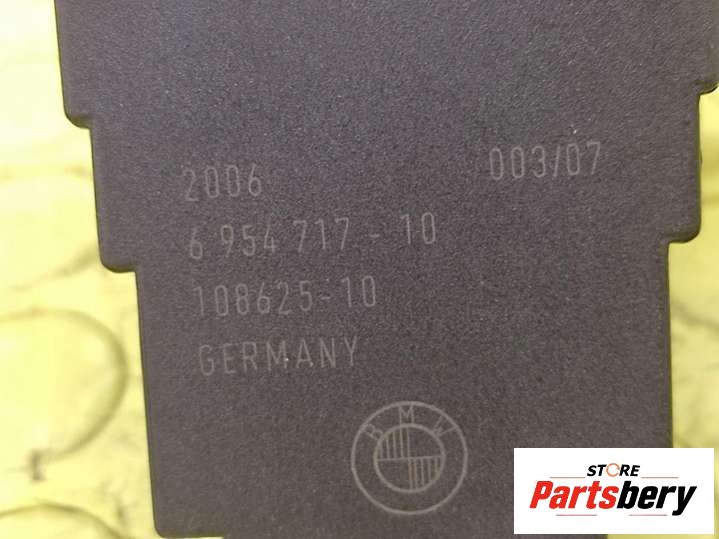 2006 003/07
6 954 717 - 10
108625-10
GERMANY
BMW
STORE
Partsbery